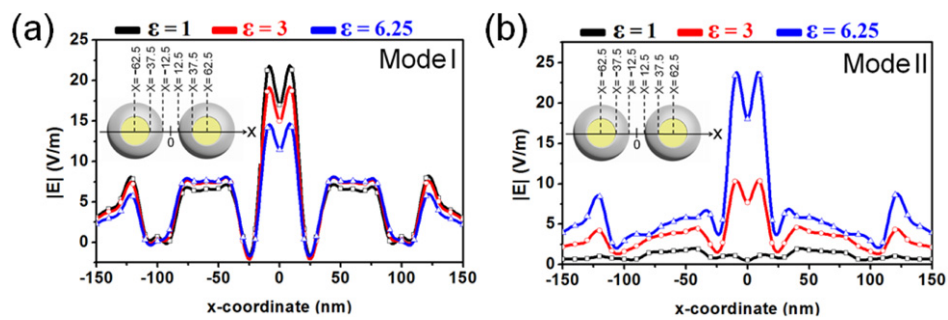 (a)
ε = 1 ε = 3 ε = 6.25
Mode I
X= −62.5
X= −37.5
X= −12.5
X= 12.5
X= 37.5
X= 62.5
0
X
25
20
15
10
5
0
|E| (V/m)
-150 -100 -50 0 50 100 150
x-coordinate (nm)
(b)
ε = 1 ε = 3 ε = 6.25
Mode II
X= −62.5
X= −37.5
X= −12.5
X= 12.5
X= 37.5
X= 62.5
0
X
25
20
15
10
5
0
|E| (V/m)
-150 -100 -50 0 50 100 150
x-coordinate (nm)